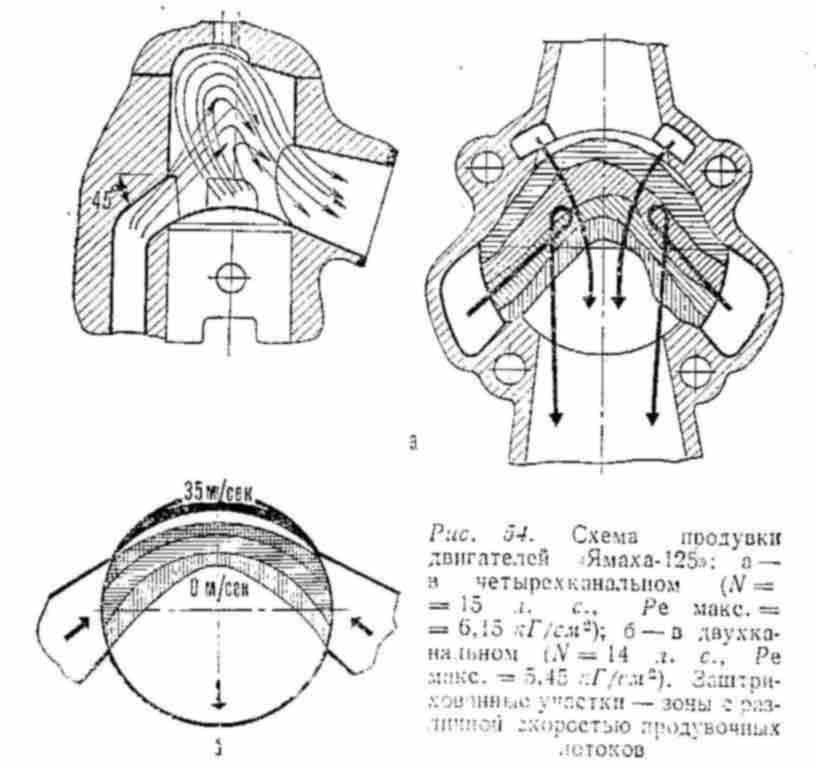 45°
а
35 м/сек
0 м/сек
б
Рис. 54. Схема продувки
двигателей «Ямаха-125»: а —
в четырехканальном (N =
= 15 л. с., Ре макс. =
= 6,15 кГ/см²); б — в двухка-
нальном (N = 14 л. с., Ре
макс. = 5,45 кГ/см²). Заштри-
хованные участки — зоны с раз-
личной скоростью продувочных
потоков